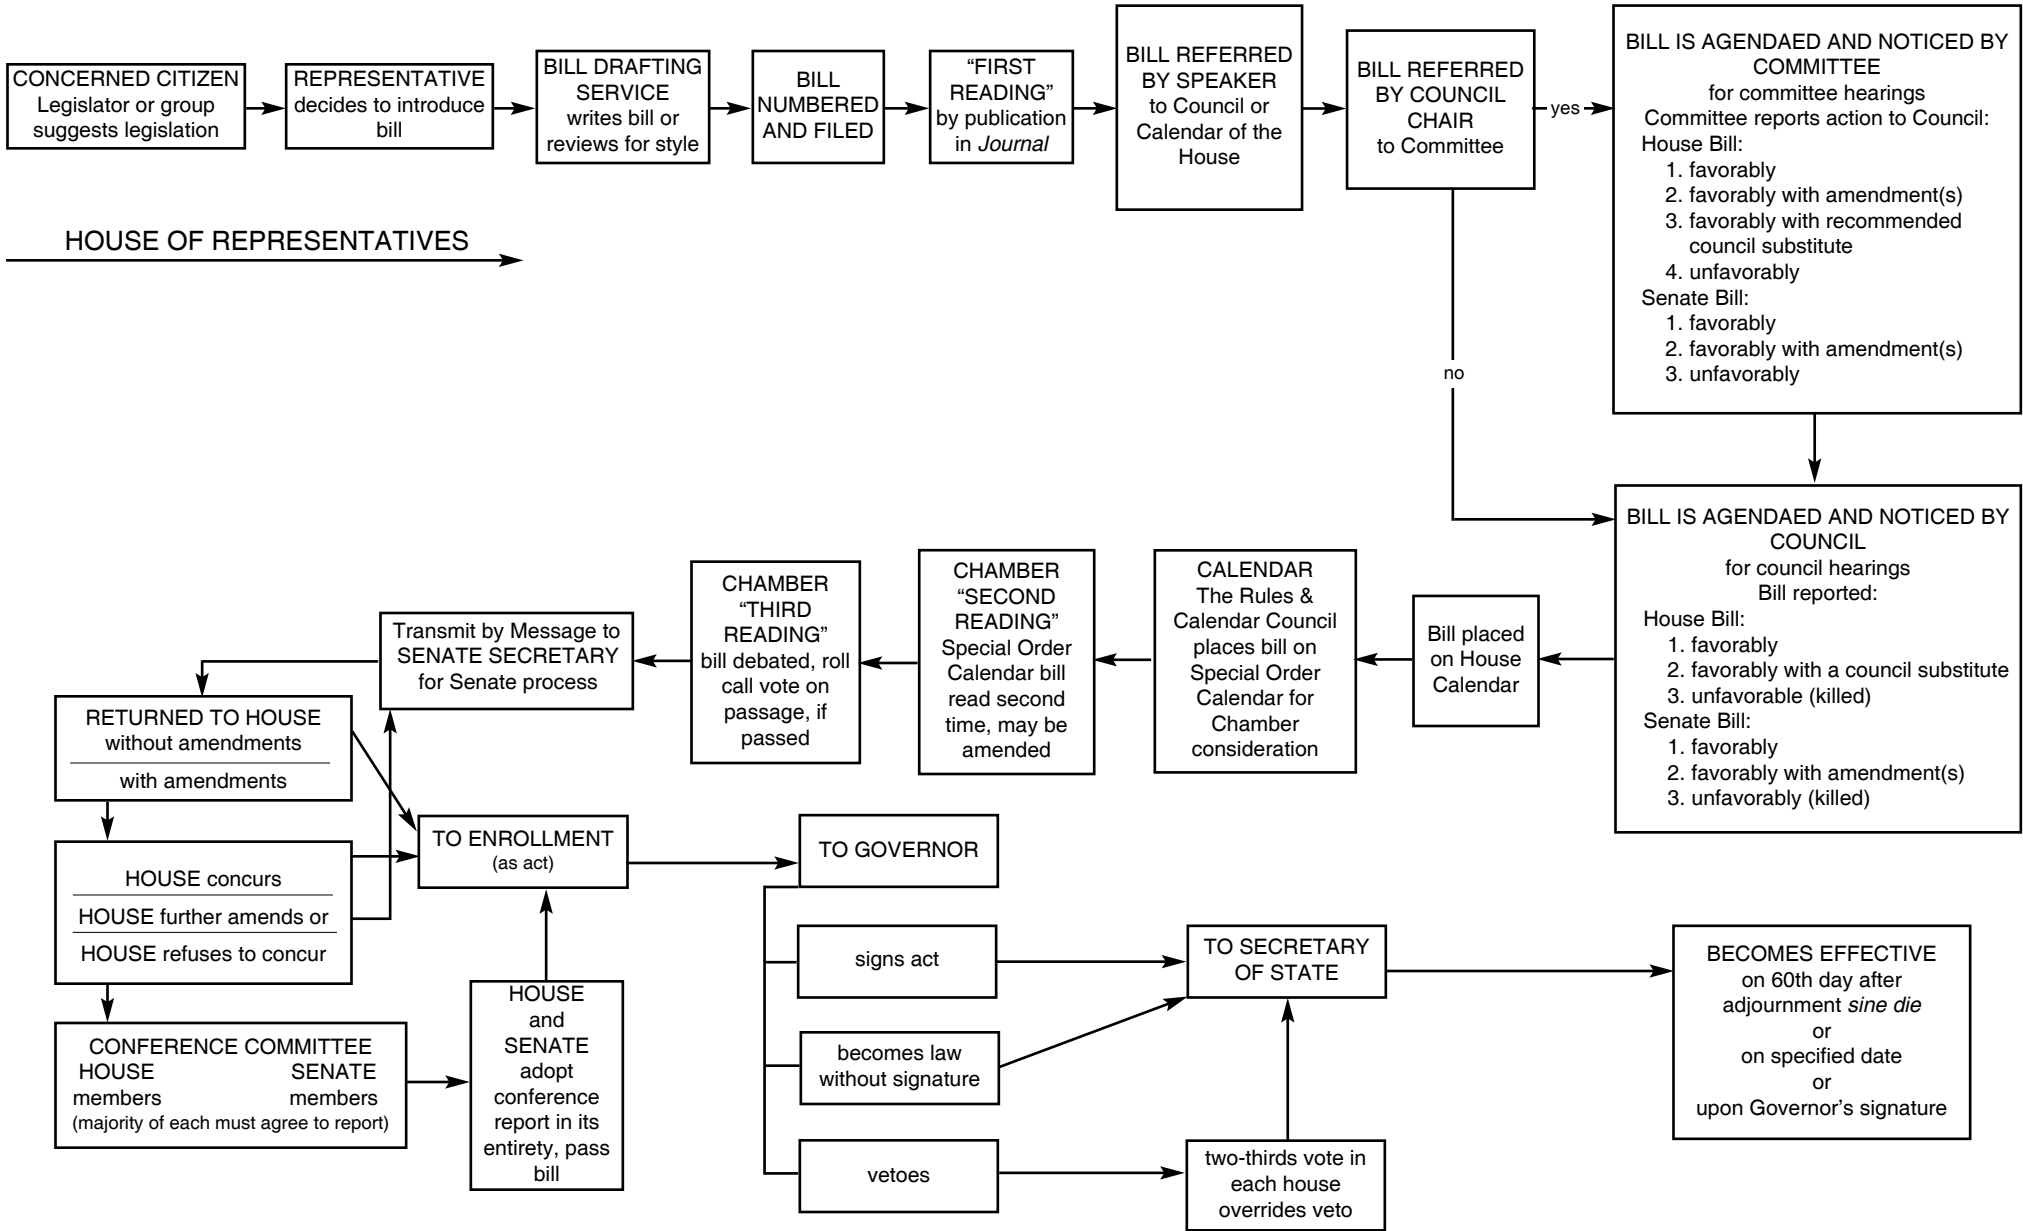 CONCERNED CITIZEN
Legislator or group
suggests legislation
REPRESENTATIVE
decides to introduce
bill
BILL DRAFTING
SERVICE
writes bill or
reviews for style
BILL
NUMBERED
AND FILED
“FIRST
READING”
by publication
in Journal
BILL REFERRED
BY SPEAKER
to Council or
Calendar of the
House
BILL REFERRED
BY COUNCIL
CHAIR
to Committee
yes
no
BILL IS AGENDAED AND NOTICED BY
COMMITTEE
for committee hearings
Committee reports action to Council:
House Bill:
1. favorably
2. favorably with amendment(s)
3. favorably with recommended
council substitute
4. unfavorably
Senate Bill:
1. favorably
2. favorably with amendment(s)
3. unfavorably
HOUSE OF REPRESENTATIVES
BILL IS AGENDAED AND NOTICED BY
COUNCIL
for council hearings
Bill reported:
House Bill:
1. favorably
2. favorably with a council substitute
3. unfavorable (killed)
Senate Bill:
1. favorably
2. favorably with amendment(s)
3. unfavorably (killed)
Bill placed
on House
Calendar
CALENDAR
The Rules &
Calendar Council
places bill on
Special Order
Calendar for
Chamber
consideration
CHAMBER
“SECOND
READING”
Special Order
Calendar bill
read second
time, may be
amended
CHAMBER
“THIRD
READING”
bill debated, roll
call vote on
passage, if
passed
Transmit by Message to
SENATE SECRETARY
for Senate process
RETURNED TO HOUSE
without amendments
with amendments
HOUSE concurs
HOUSE further amends or
HOUSE refuses to concur
CONFERENCE COMMITTEE
HOUSE SENATE
members members
(majority of each must agree to report)
HOUSE
and
SENATE
adopt
conference
report in its
entirety, pass
bill
TO ENROLLMENT
(as act)
TO GOVERNOR
signs act
becomes law
without signature
vetoes
two-thirds vote in
each house
overrides veto
TO SECRETARY
OF STATE
BECOMES EFFECTIVE
on 60th day after
adjournment sine die
or
on specified date
or
upon Governor’s signature